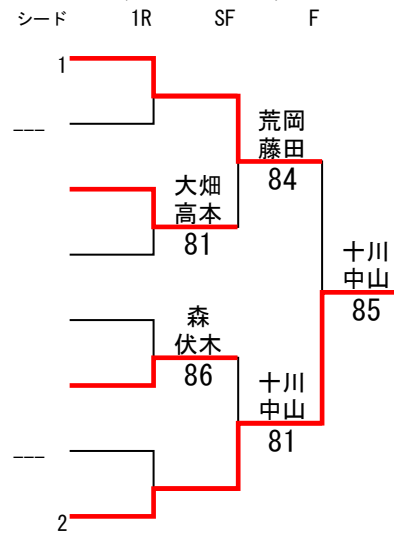 シード 1R SF F
1
---
荒岡
藤田
84
大畑
高本
81
十川
中山
85
森
伏木
86
十川
中山
81
---
2